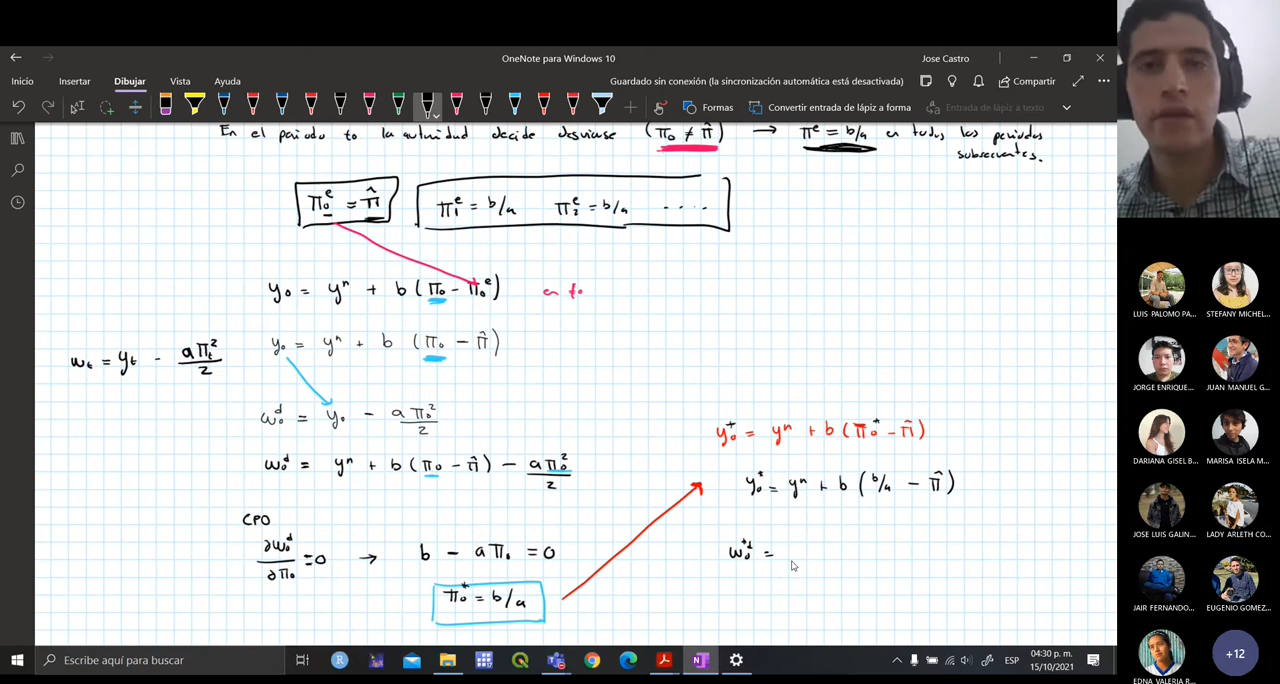 OneNote para Windows 10
Jose Castro
Inicio Insertar Dibujar Vista Ayuda
Guardado sin conexión (la sincronización automática está desactivada)
Compartir
Formas
Convertir entrada de lápiz a forma
Entrada de lápiz a texto
En el periodo to la autoridad decide desviarse (π₀ ≠ π̂) → πᵉ = b/a en todos los periodos
subsecuentes.
π₀ᵉ = π̂
π₁ᵉ = b/a π₂ᵉ = b/a ....
y₀ = yⁿ + b (π₀ - π₀ᵉ) en to
y₀ = yⁿ + b (π₀ - π̂)
wₜ = yₜ - aπₜ²/2
w₀ᵈ = y₀ - aπ₀²/2
w₀ᵈ = yⁿ + b(π₀ - π̂) - aπ₀²/2
CPO
∂w₀ᵈ/∂π₀ = 0 → b - aπ₀ = 0
π₀* = b/a
y₀* = yⁿ + b (π₀* - π̂)
y₀* = yⁿ + b (b/a - π̂)
w₀*ᵈ =
LUIS PALOMO PA...
STEFANY MICHEL...
JORGE ENRIQUE...
JUAN MANUEL G...
DARIANA GISEL B...
MARISA ISELA M...
JOSE LUIS GALIN...
LADY ARLETH CO...
JAIR FERNANDO...
EUGENIO GOMEZ...
EDNA VALERIA R...
+12
Escribe aquí para buscar
ESP
04:30 p. m.
15/10/2021